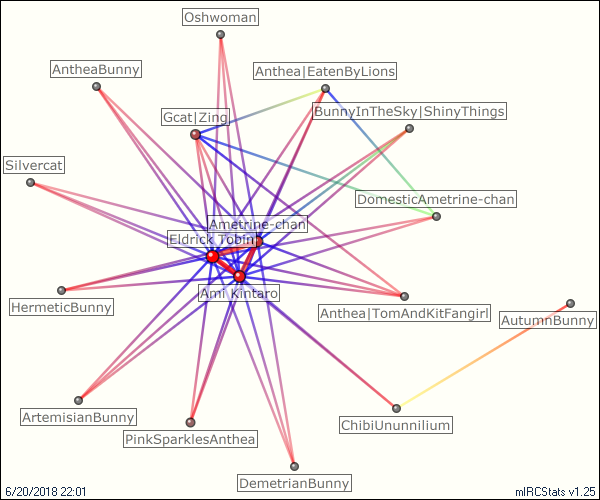 Oshwoman
AntheaBunny
Anthea|EatenByLions
BunnyInTheSky|ShinyThings
Gcat|Zing
Silvercat
DomesticAmetrine-chan
Ametrine-chan
Eldrick Tobin
Ami Kintaro
HermeticBunny
Anthea|TomAndKitFangirl
AutumnBunny
ArtemisianBunny
ChibiUnunnilium
PinkSparklesAnthea
DemetrianBunny
6/20/2018 22:01
mIRCStats v1.25